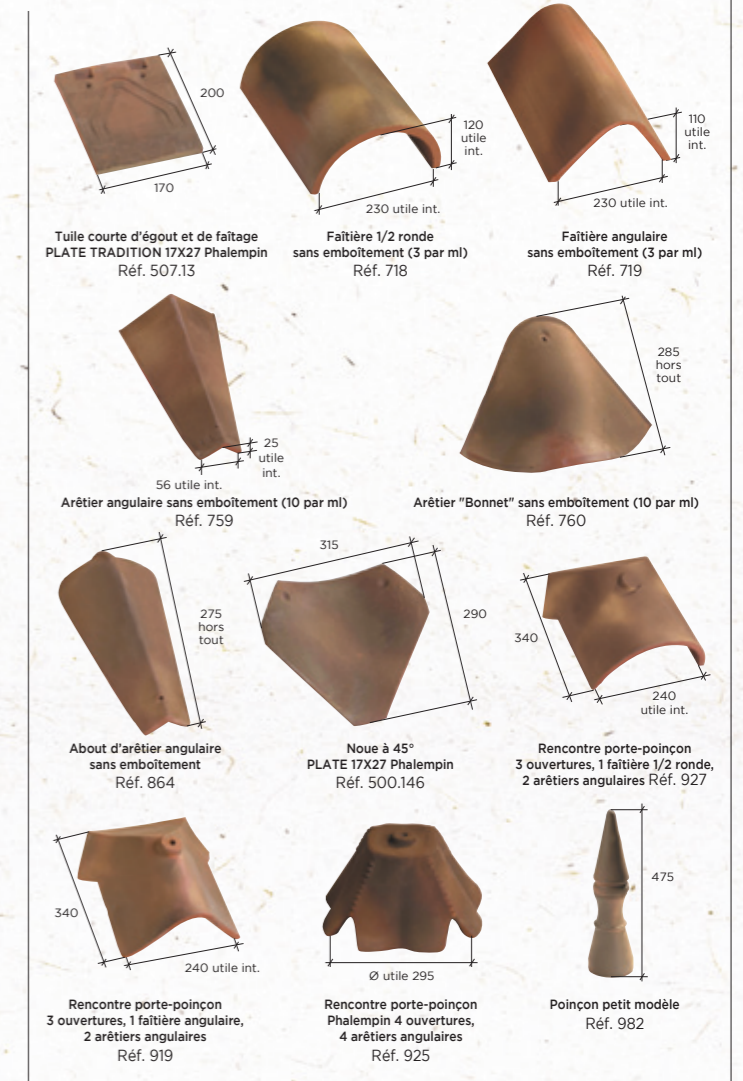 200
170
120
utile
int.
230 utile int.
110
utile
int.
230 utile int.
Tuile courte d'égout et de faîtage
PLATE TRADITION 17X27 Phalempin
Réf. 507.13
Faîtière 1/2 ronde
sans emboîtement (3 par ml)
Réf. 718
Faîtière angulaire
sans emboîtement (3 par ml)
Réf. 719
25
utile
int.
56 utile int.
285
hors
tout
Arêtier angulaire sans emboîtement (10 par ml)
Réf. 759
Arêtier "Bonnet" sans emboîtement (10 par ml)
Réf. 760
275
hors
tout
315
290
340
240
utile int.
About d'arêtier angulaire
sans emboîtement
Réf. 864
Noue à 45°
PLATE 17X27 Phalempin
Réf. 500.146
Rencontre porte-poinçon
3 ouvertures, 1 faîtière 1/2 ronde,
2 arêtiers angulaires Réf. 927
340
240 utile int.
Ø utile 295
475
Rencontre porte-poinçon
3 ouvertures, 1 faîtière angulaire,
2 arêtiers angulaires
Réf. 919
Rencontre porte-poinçon
Phalempin 4 ouvertures,
4 arêtiers angulaires
Réf. 925
Poinçon petit modèle
Réf. 982